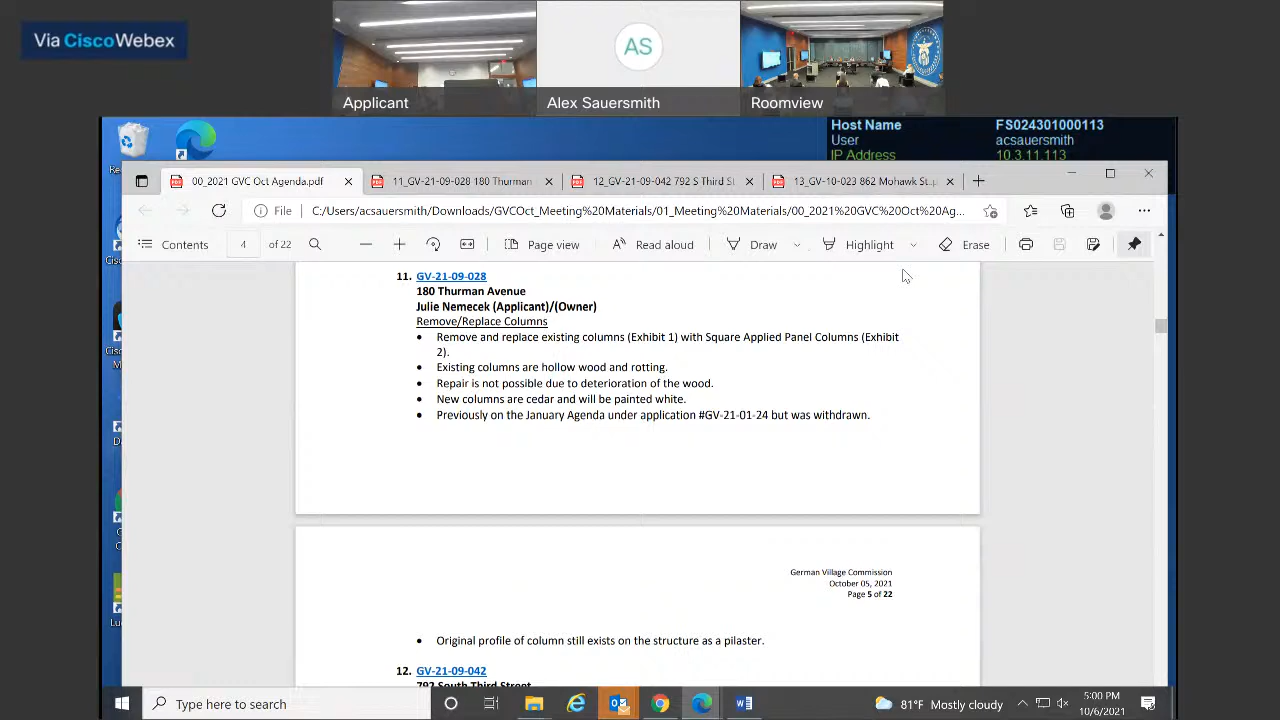 Via CiscoWebex
AS
Applicant
Alex Sauersmith
Roomview
Host Name FS024301000113
User acsauersmith
IP Address 10.3.11.113
00_2021 GVC Oct Agenda.pdf
11_GV-21-09-028 180 Thurman
12_GV-21-09-042 792 S Third St
13_GV-10-023 862 Mohawk St.p
File
C:/Users/acsauersmith/Downloads/GVCOct_Meeting%20Materials/01_Meeting%20Materials/00_2021%20GVC%20Oct%20Ag...
Contents 4 of 22 Page view Read aloud Draw Highlight Erase
11. GV-21-09-028
180 Thurman Avenue
Julie Nemecek (Applicant)/(Owner)
Remove/Replace Columns
• Remove and replace existing columns (Exhibit 1) with Square Applied Panel Columns (Exhibit
2).
• Existing columns are hollow wood and rotting.
• Repair is not possible due to deterioration of the wood.
• New columns are cedar and will be painted white.
• Previously on the January Agenda under application #GV-21-01-24 but was withdrawn.
German Village Commission
October 05, 2021
Page 5 of 22
• Original profile of column still exists on the structure as a pilaster.
12. GV-21-09-042
792 South Third Street
Type here to search
81°F Mostly cloudy
5:00 PM
10/6/2021